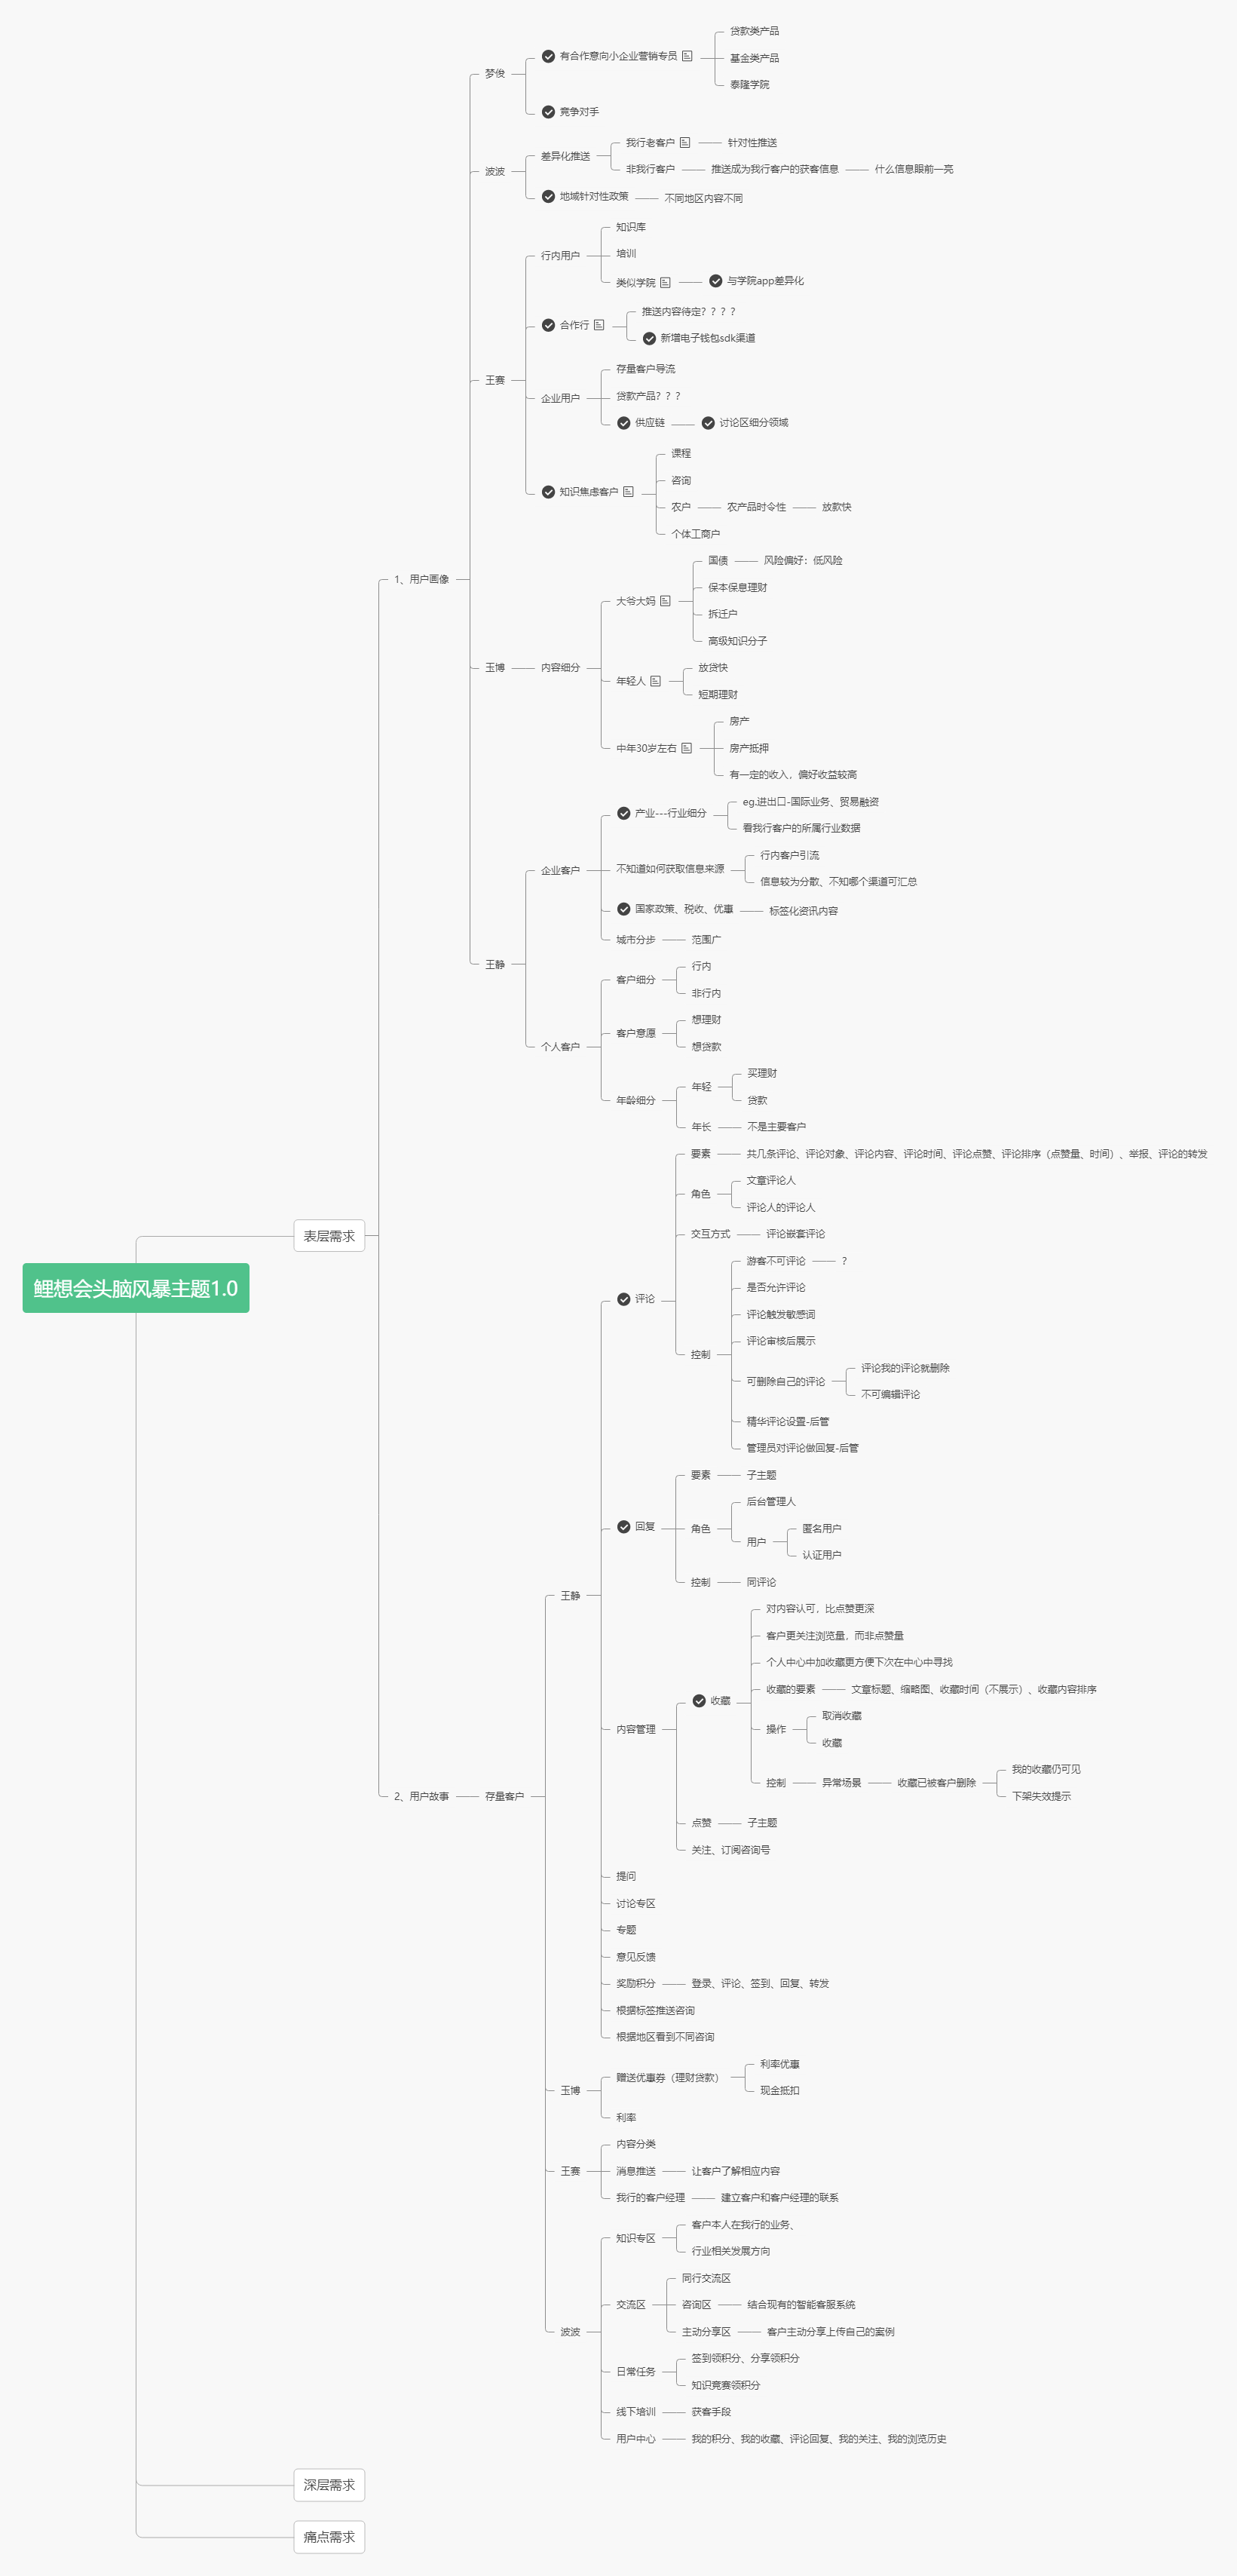 鲤想会头脑风暴主题1.0
表层需求
1、用户画像
梦俊
有合作意向小企业营销专员
贷款类产品
基金类产品
泰隆学院
竞争对手
波波
差异化推送
我行老客户
针对性推送
非我行客户
推送成为我行客户的获客信息
什么信息眼前一亮
地域针对性政策
不同地区内容不同
王赛
行内用户
知识库
培训
类似学院
与学院app差异化
合作行
推送内容待定？？？？
新增电子钱包sdk渠道
企业用户
存量客户导流
贷款产品？？？
供应链
讨论区细分领域
知识焦虑客户
课程
咨询
农户
农产品时令性
放款快
个体工商户
玉博
内容细分
大爷大妈
国债
风险偏好：低风险
保本保息理财
拆迁户
高级知识分子
年轻人
放贷快
短期理财
中年30岁左右
房产
房产抵押
有一定的收入，偏好收益较高
王静
企业客户
产业---行业细分
eg.进出口-国际业务、贸易融资
看我行客户的所属行业数据
不知道如何获取信息来源
行内客户引流
信息较为分散、不知哪个渠道可汇总
国家政策、税收、优惠
标签化资讯内容
城市分步
范围广
个人客户
客户细分
行内
非行内
客户意愿
想理财
想贷款
年龄细分
年轻
买理财
贷款
年长
不是主要客户
2、用户故事
存量客户
王静
评论
要素
共几条评论、评论对象、评论内容、评论时间、评论点赞、评论排序（点赞量、时间）、举报、评论的转发
角色
文章评论人
评论人的评论人
交互方式
评论嵌套评论
控制
游客不可评论
？
是否允许评论
评论触发敏感词
评论审核后展示
可删除自己的评论
评论我的评论就删除
不可编辑评论
精华评论设置-后管
管理员对评论做回复-后管
回复
要素
子主题
角色
后台管理人
用户
匿名用户
认证用户
控制
同评论
内容管理
收藏
对内容认可，比点赞更深
客户更关注浏览量，而非点赞量
个人中心中加收藏更方便下次在中心中寻找
收藏的要素
文章标题、缩略图、收藏时间（不展示）、收藏内容排序
操作
取消收藏
收藏
控制
异常场景
收藏已被客户删除
我的收藏仍可见
下架失效提示
点赞
子主题
关注、订阅咨询号
提问
讨论专区
专题
意见反馈
奖励积分
登录、评论、签到、回复、转发
根据标签推送咨询
根据地区看到不同咨询
玉博
赠送优惠券（理财贷款）
利率优惠
现金抵扣
利率
王赛
内容分类
消息推送
让客户了解相应内容
我行的客户经理
建立客户和客户经理的联系
波波
知识专区
客户本人在我行的业务、
行业相关发展方向
交流区
同行交流区
咨询区
结合现有的智能客服系统
主动分享区
客户主动分享上传自己的案例
日常任务
签到领积分、分享领积分
知识竞赛领积分
线下培训
获客手段
用户中心
我的积分、我的收藏、评论回复、我的关注、我的浏览历史
深层需求
痛点需求